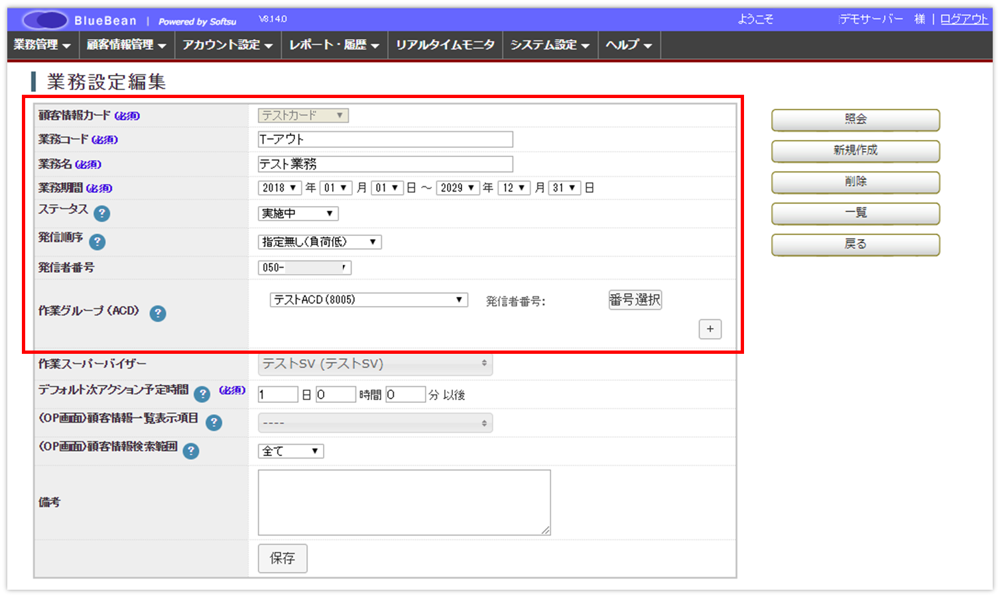 BlueBean | Powered by Softsu V8.14.0 ようこそ デモサーバー 様 | ログアウト
業務管理 ▼ 顧客情報管理 ▼ アカウント設定 ▼ レポート・履歴 ▼ リアルタイムモニタ システム設定 ▼ ヘルプ ▼
業務設定編集
顧客情報カード (必須) テストカード ▼
業務コード (必須) T-アウト
業務名 (必須) テスト業務
業務期間 (必須) 2018 ▼ 年 01 ▼ 月 01 ▼ 日 ～ 2029 ▼ 年 12 ▼ 月 31 ▼ 日
ステータス ? 実施中 ▼
発信順序 ? 指定無し(負荷低) ▼
発信者番号 050-
作業グループ(ACD) ? テストACD(8005) ▼ 発信者番号: 番号選択
+
作業スーパーバイザー テストSV (テストSV)
デフォルト次アクション予定時間 ? (必須) 1 日 0 時間 0 分 以後
(OP画面)顧客情報一覧表示項目 ? ----
(OP画面)顧客情報検索範囲 ? 全て ▼
備考
保存
照会
新規作成
削除
一覧
戻る